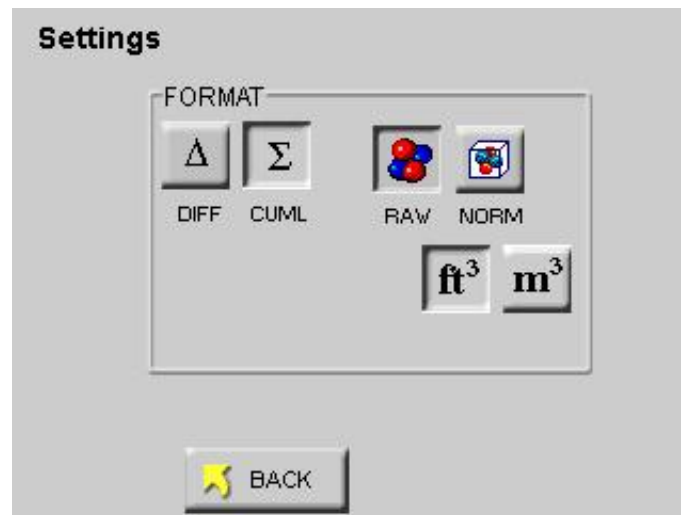 Settings
FORMAT
Δ Σ
DIFF CUML RAW NORM
ft³ m³
BACK